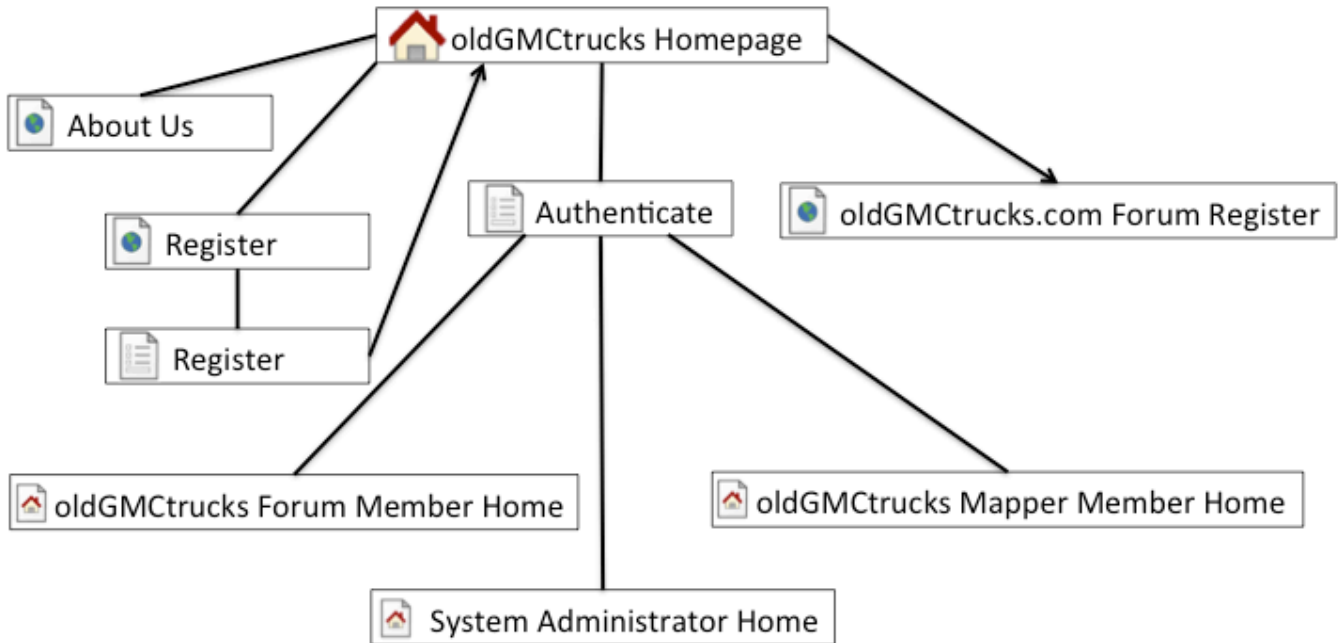 oldGMCtrucks Homepage
About Us
Authenticate
oldGMCtrucks.com Forum Register
Register
Register
oldGMCtrucks Forum Member Home
oldGMCtrucks Mapper Member Home
System Administrator Home